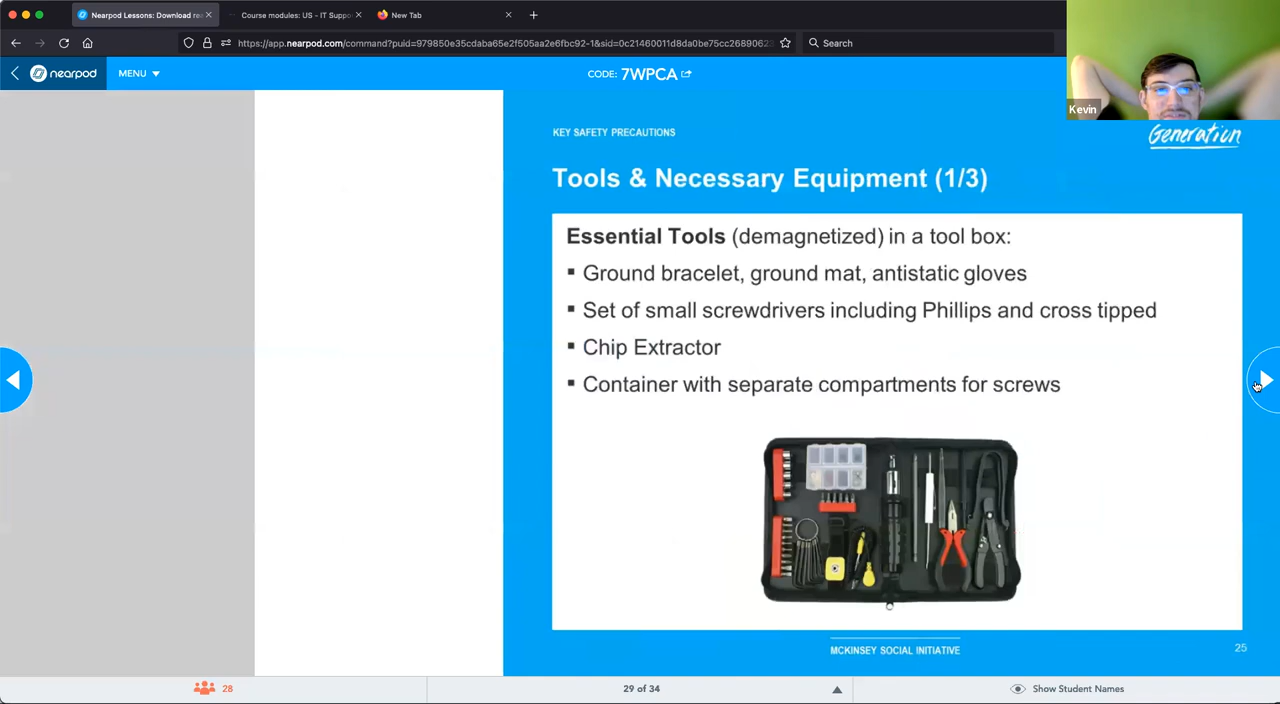 Nearpod Lessons: Download re
Course modules: US - IT Suppo
New Tab
https://app.nearpod.com/command?puid=979850e35cdaba65e2f505aa2e6fbc92-1&sid=0c21460011d8da0be75cc26890623
Search
nearpod
MENU
CODE: 7WPCA
Kevin
KEY SAFETY PRECAUTIONS
Generation
Tools & Necessary Equipment (1/3)
Essential Tools (demagnetized) in a tool box:
▪ Ground bracelet, ground mat, antistatic gloves
▪ Set of small screwdrivers including Phillips and cross tipped
▪ Chip Extractor
▪ Container with separate compartments for screws
MCKINSEY SOCIAL INITIATIVE
25
28
29 of 34
Show Student Names